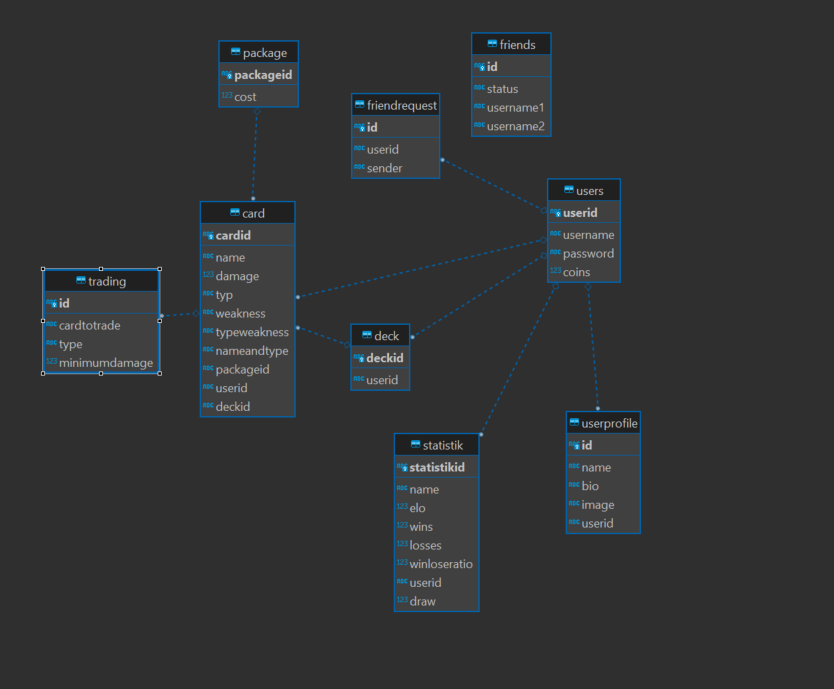 package
packageid
cost
friends
id
status
username1
username2
friendrequest
id
userid
sender
users
userid
username
password
coins
card
cardid
name
damage
typ
weakness
typeweakness
nameandtype
packageid
userid
deckid
trading
id
cardtotrade
type
minimumdamage
deck
deckid
userid
statistik
statistikid
name
elo
wins
losses
winloseratio
userid
draw
userprofile
id
name
bio
image
userid